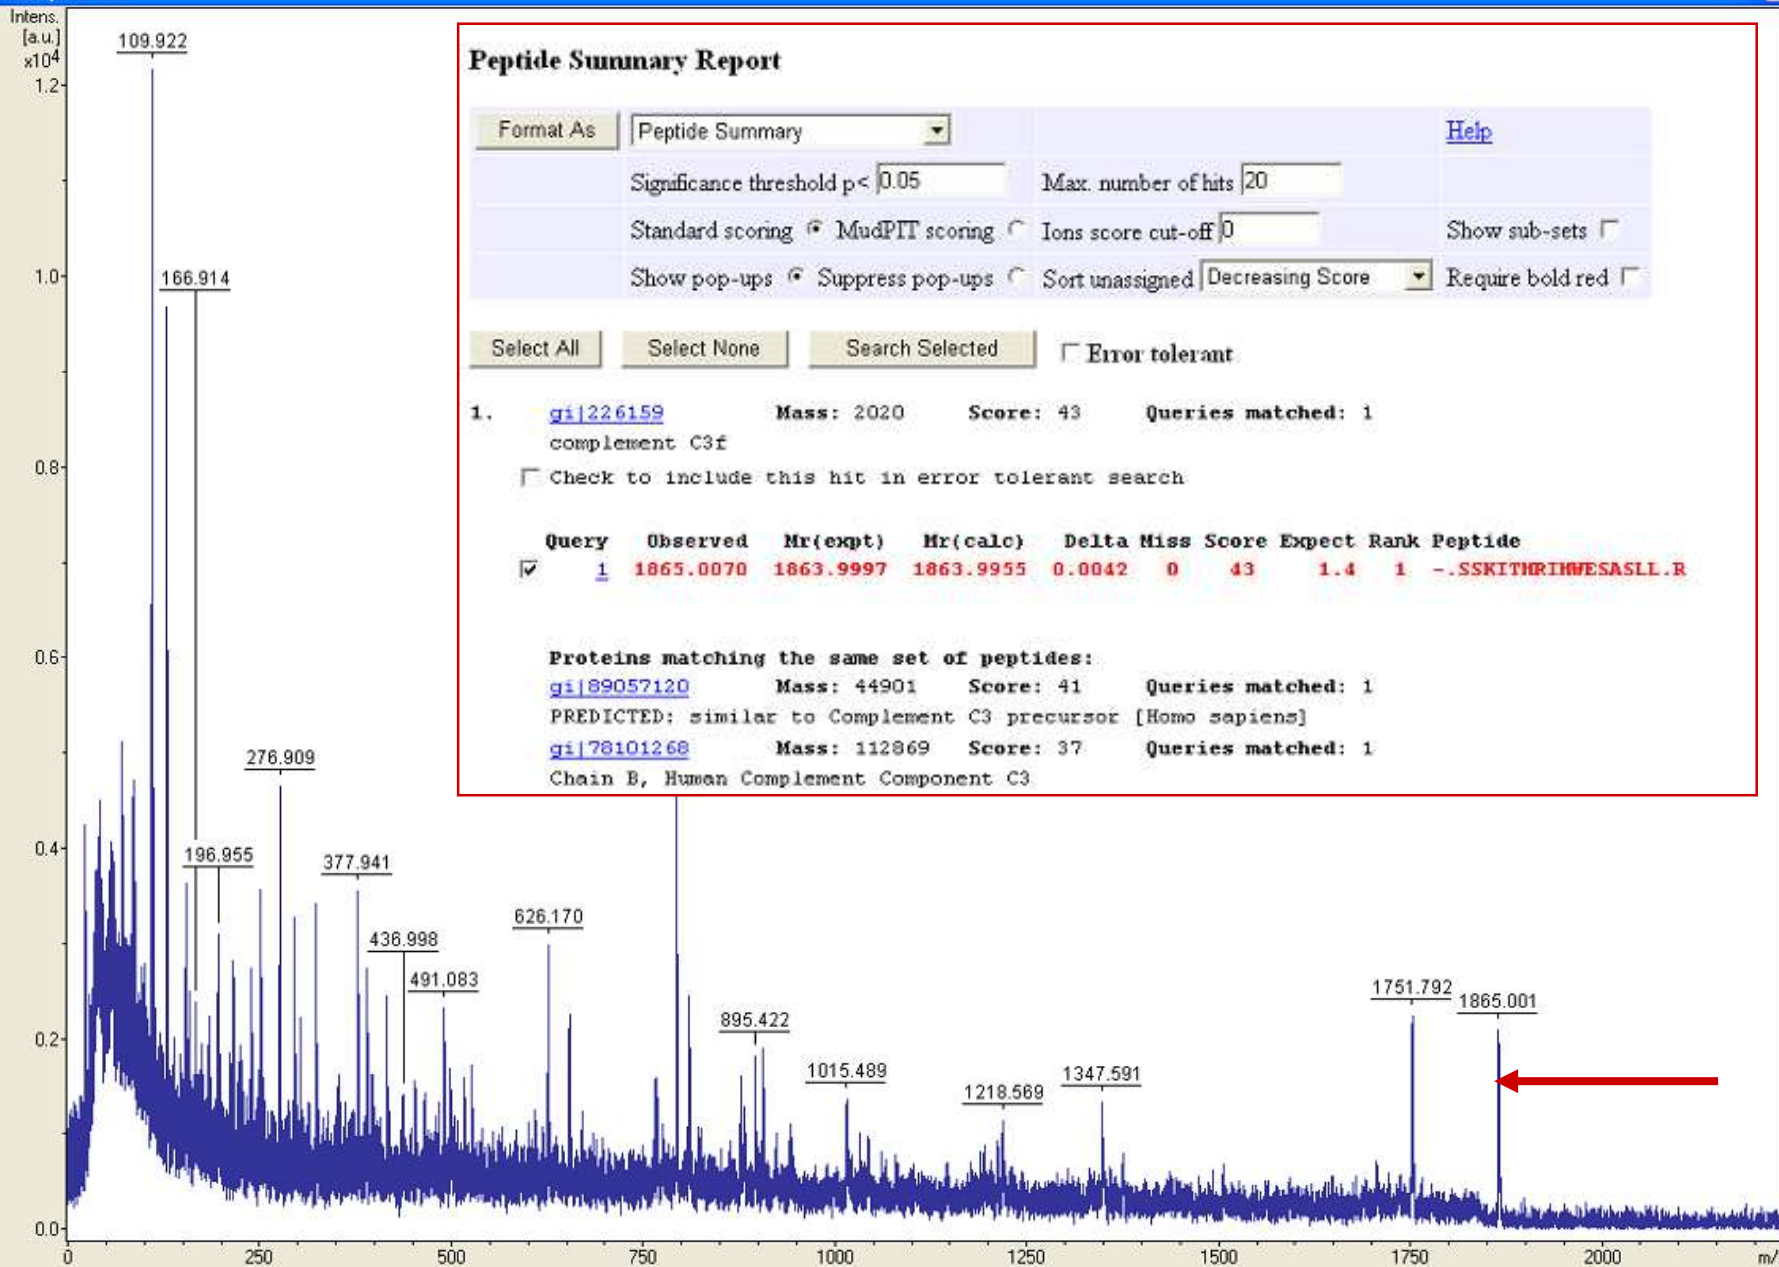 Intens.
[a.u.]
x10^4
1.2
1.0
0.8
0.6
0.4
0.2
0.0
0 250 500 750 1000 1250 1500 1750 2000 m/
109.922
166.914
196.955
276.909
377.941
436.998
491.083
626.170
895.422
1015.489
1218.569
1347.591
1751.792
1865.001
Peptide Summary Report
Format As Peptide Summary Help
Significance threshold p< 0.05 Max. number of hits 20
Standard scoring MudPIT scoring Ions score cut-off 0 Show sub-sets
Show pop-ups Suppress pop-ups Sort unassigned Decreasing Score Require bold red
Select All Select None Search Selected Error tolerant
1. gi|226159 Mass: 2020 Score: 43 Queries matched: 1
complement C3f
Check to include this hit in error tolerant search
Query Observed Mr(expt) Mr(calc) Delta Miss Score Expect Rank Peptide
1 1865.0070 1863.9997 1863.9955 0.0042 0 43 1.4 1 -.SSKITHRIHWESASLL.R
Proteins matching the same set of peptides:
gi|89057120 Mass: 44901 Score: 41 Queries matched: 1
PREDICTED: similar to Complement C3 precursor [Homo sapiens]
gi|78101268 Mass: 112869 Score: 37 Queries matched: 1
Chain B, Human Complement Component C3